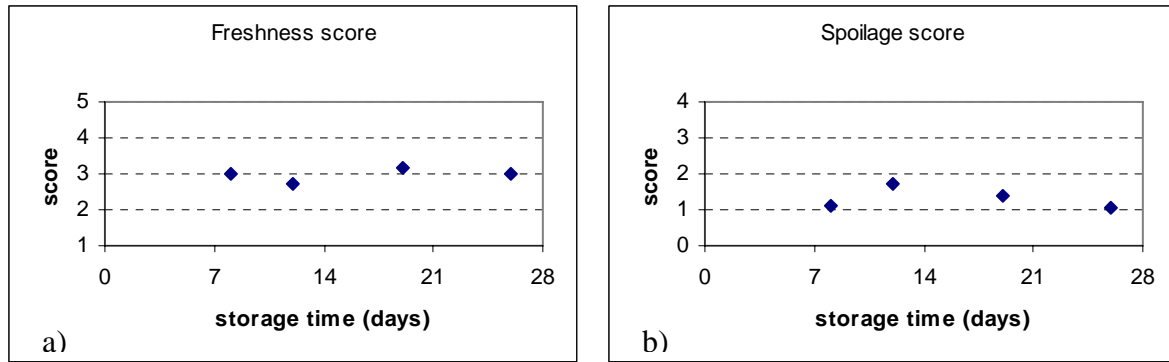 Freshness score
5
4
3
2
1
0 7 14 21 28
score
storage time (days)
a)
Spoilage score
4
3
2
1
0
0 7 14 21 28
score
storage time (days)
b)